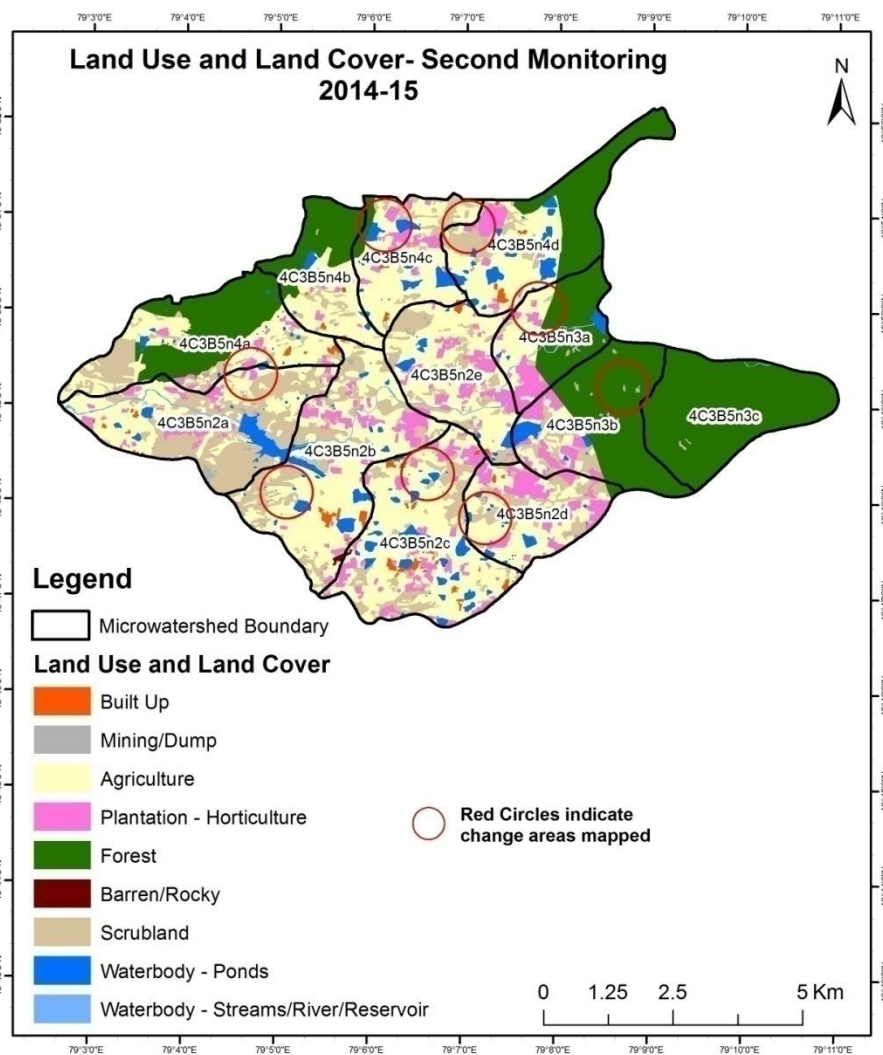 79°3'0"E 79°4'0"E 79°5'0"E 79°6'0"E 79°7'0"E 79°8'0"E 79°9'0"E 79°10'0"E 79°11'0"E
Land Use and Land Cover- Second Monitoring
2014-15
N
4C3B5n4c
4C3B5n4d
4C3B5n4b
4C3B5n4a
4C3B5n3a
4C3B5n2e
4C3B5n2a
4C3B5n3b
4C3B5n3c
4C3B5n2b
4C3B5n2d
4C3B5n2c
Legend
Microwatershed Boundary
Land Use and Land Cover
Built Up
Mining/Dump
Agriculture
Plantation - Horticulture
Forest
Barren/Rocky
Scrubland
Waterbody - Ponds
Waterbody - Streams/River/Reservoir
Red Circles indicate
change areas mapped
0 1.25 2.5 5 Km
79°3'0"E 79°4'0"E 79°5'0"E 79°6'0"E 79°7'0"E 79°8'0"E 79°9'0"E 79°10'0"E 79°11'0"E